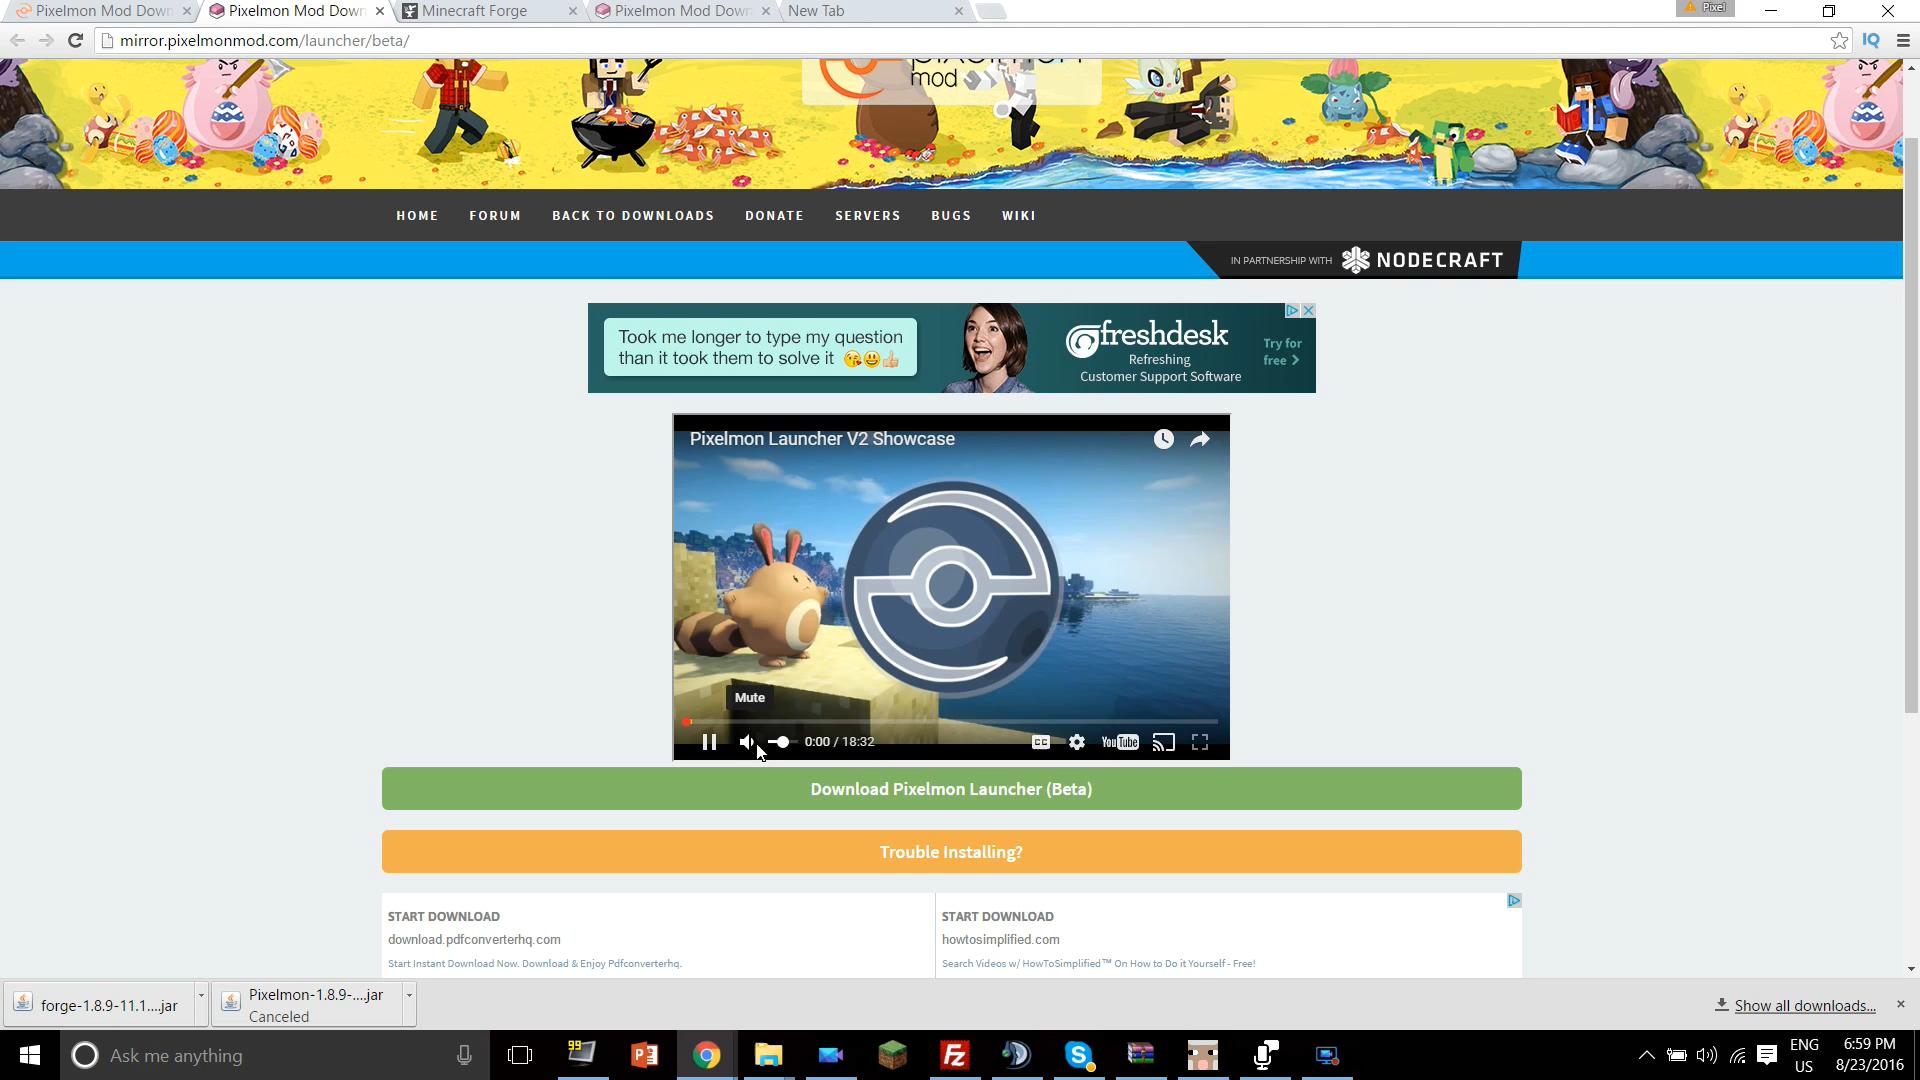 Pixelmon Mod Down
Pixelmon Mod Down
Minecraft Forge
Pixelmon Mod Down
New Tab
Pixel
mirror.pixelmonmod.com/launcher/beta/
IQ
mod
HOME
FORUM
BACK TO DOWNLOADS
DONATE
SERVERS
BUGS
WIKI
IN PARTNERSHIP WITH
NODECRAFT
Took me longer to type my question
than it took them to solve it
freshdesk
Refreshing
Customer Support Software
Try for
free >
Pixelmon Launcher V2 Showcase
Mute
0:00 / 18:32
CC
YouTube
Download Pixelmon Launcher (Beta)
Trouble Installing?
START DOWNLOAD
download.pdfconverterhq.com
Start Instant Download Now. Download & Enjoy Pdfconverterhq.
START DOWNLOAD
howtosimplified.com
Search Videos w/ HowToSimplified™ On How to Do it Yourself - Free!
forge-1.8.9-11.1....jar
Pixelmon-1.8.9-....jar
Canceled
Show all downloads...
Ask me anything
99
ENG
US
6:59 PM
8/23/2016